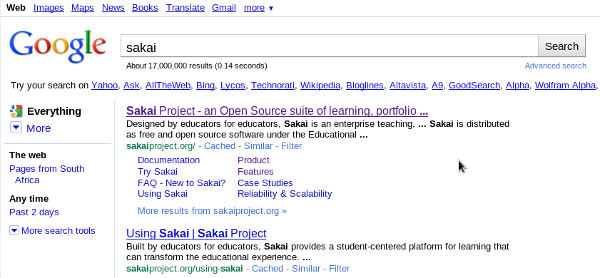 Web Images Maps News Books Translate Gmail more ▼
Google
sakai Search
About 17,000,000 results (0.14 seconds) Advanced search
Try your search on Yahoo, Ask, AllTheWeb, Bing, Lycos, Technorati, Wikipedia, Bloglines, Altavista, A9, GoodSearch, Alpha, Wolfram Alpha,
Everything
More
The web
Pages from South
Africa
Any time
Past 2 days
More search tools
Sakai Project - an Open Source suite of learning, portfolio ...
Designed by educators for educators, Sakai is an enterprise teaching, ... Sakai is distributed
as free and open source software under the Educational ...
sakaiproject.org/ - Cached - Similar - Filter
Documentation Product
Try Sakai Features
FAQ - New to Sakai? Case Studies
Using Sakai Reliability & Scalability
More results from sakaiproject.org »
Using Sakai | Sakai Project
Built by educators for educators, Sakai provides a student-centered platform for learning that
can transform the educational experience. ...
sakaiproject.org/using-sakai - Cached - Similar - Filter